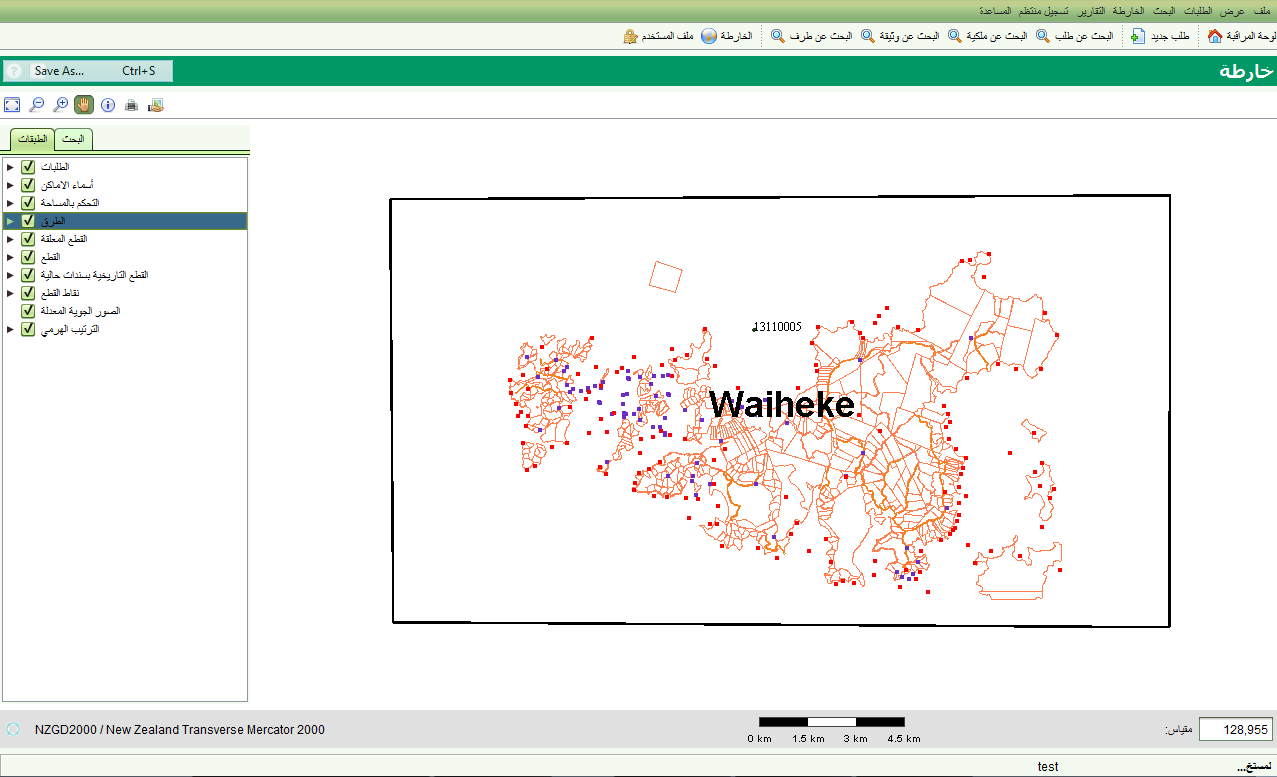 ملف عرض الطلبات البحث الخارطة التقارير تسجيل منتظم المساعدة
لوحة المراقبة طلب جديد البحث عن طلب البحث عن ملكية البحث عن وثيقة البحث عن طرف الخارطة ملف المستخدم
خارطة
Save As... Ctrl+S
الطبقات البحث
الطلبات
أسماء الاماكن
التحكم بالمساحة
الطرق
القطع المعلقة
القطع
القطع التاريخية بسندات حالية
نقاط القطع
الصور الجوية المعدلة
الترتيب الهرمي
13110005
Waiheke
NZGD2000 / New Zealand Transverse Mercator 2000
0 km 1.5 km 3 km 4.5 km
مقياس: 128,955
لمستخ... test